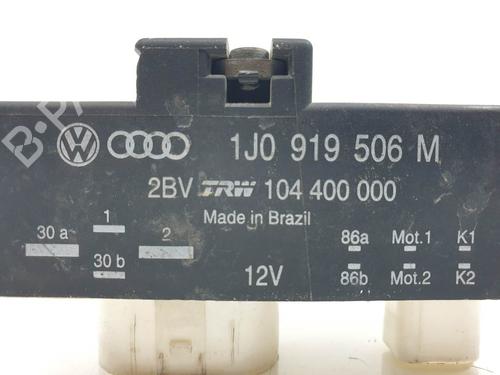 1J0 919 506 M
2BV TRW 104 400 000
Made in Brazil
1
30 a 2 86a Mot.1 K1
30 b 12V 86b Mot.2 K2